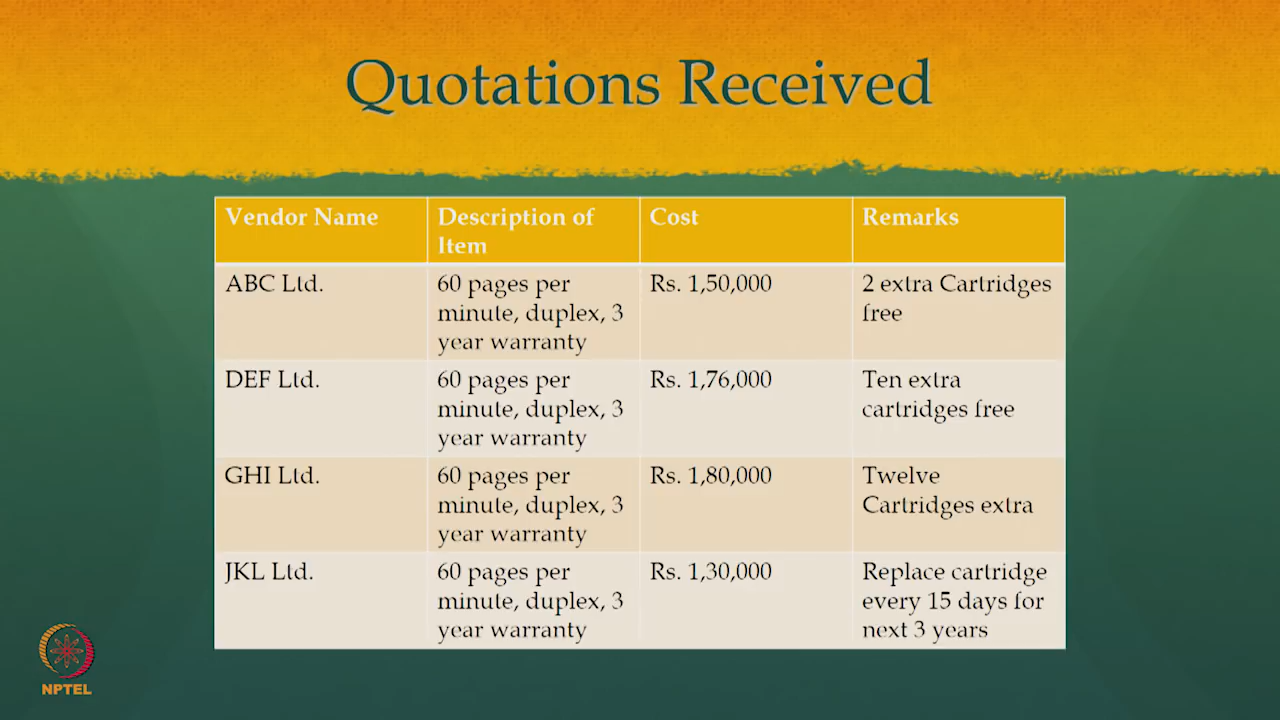 Quotations Received
Vendor Name
Description of
Item
Cost
Remarks
ABC Ltd.
60 pages per
minute, duplex, 3
year warranty
Rs. 1,50,000
2 extra Cartridges
free
DEF Ltd.
60 pages per
minute, duplex, 3
year warranty
Rs. 1,76,000
Ten extra
cartridges free
GHI Ltd.
60 pages per
minute, duplex, 3
year warranty
Rs. 1,80,000
Twelve
Cartridges extra
JKL Ltd.
60 pages per
minute, duplex, 3
year warranty
Rs. 1,30,000
Replace cartridge
every 15 days for
next 3 years
NPTEL